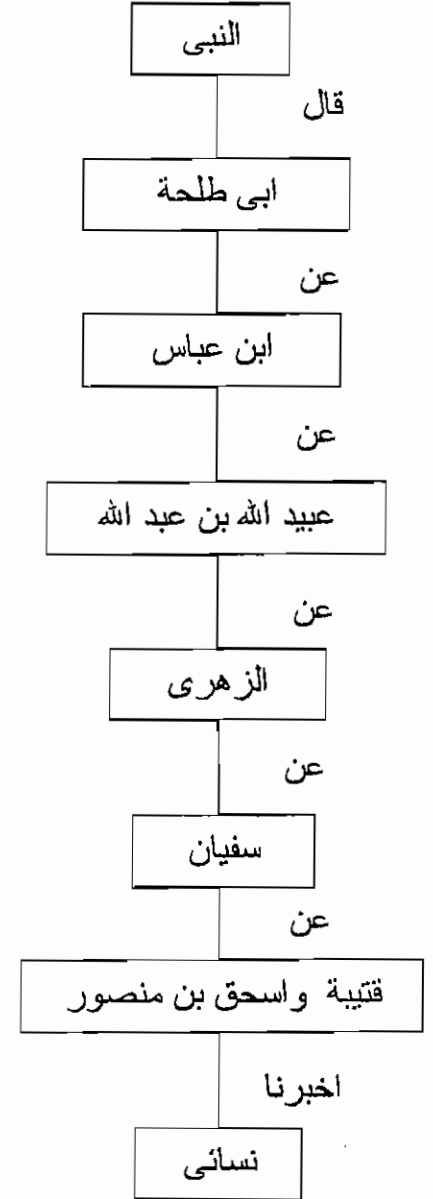 النبى
قال
ابى طلحة
عن
ابن عباس
عن
عبيد الله بن عبد الله
عن
الزهرى
عن
سفيان
عن
قتيبة واسحق بن منصور
اخبرنا
نسائى